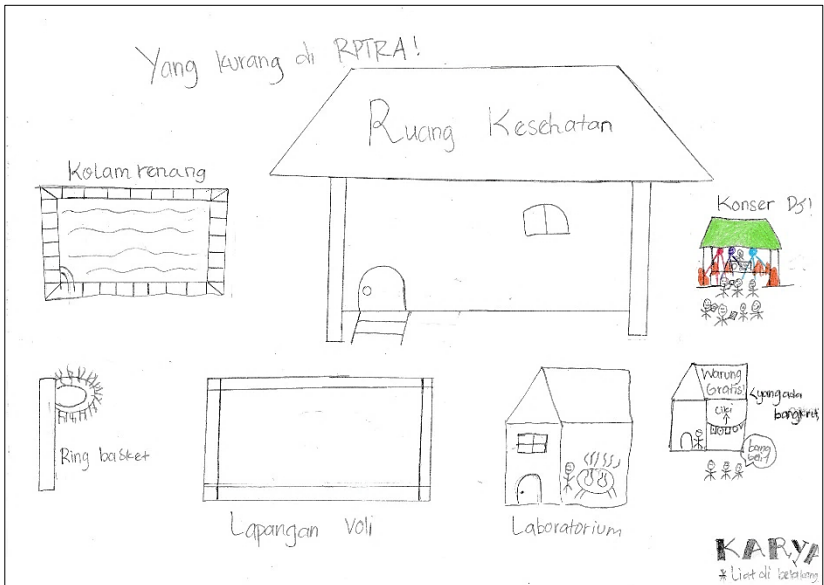 Yang kurang di RPTRA!
Ruang Kesehatan
Kolam renang
Konser DJ!
Ring basket
Lapangan Voli
Laboratorium
Warung
Gratis!
Ciki
yang ada
bangkrut
bang
KARYA
* Liat di belakang